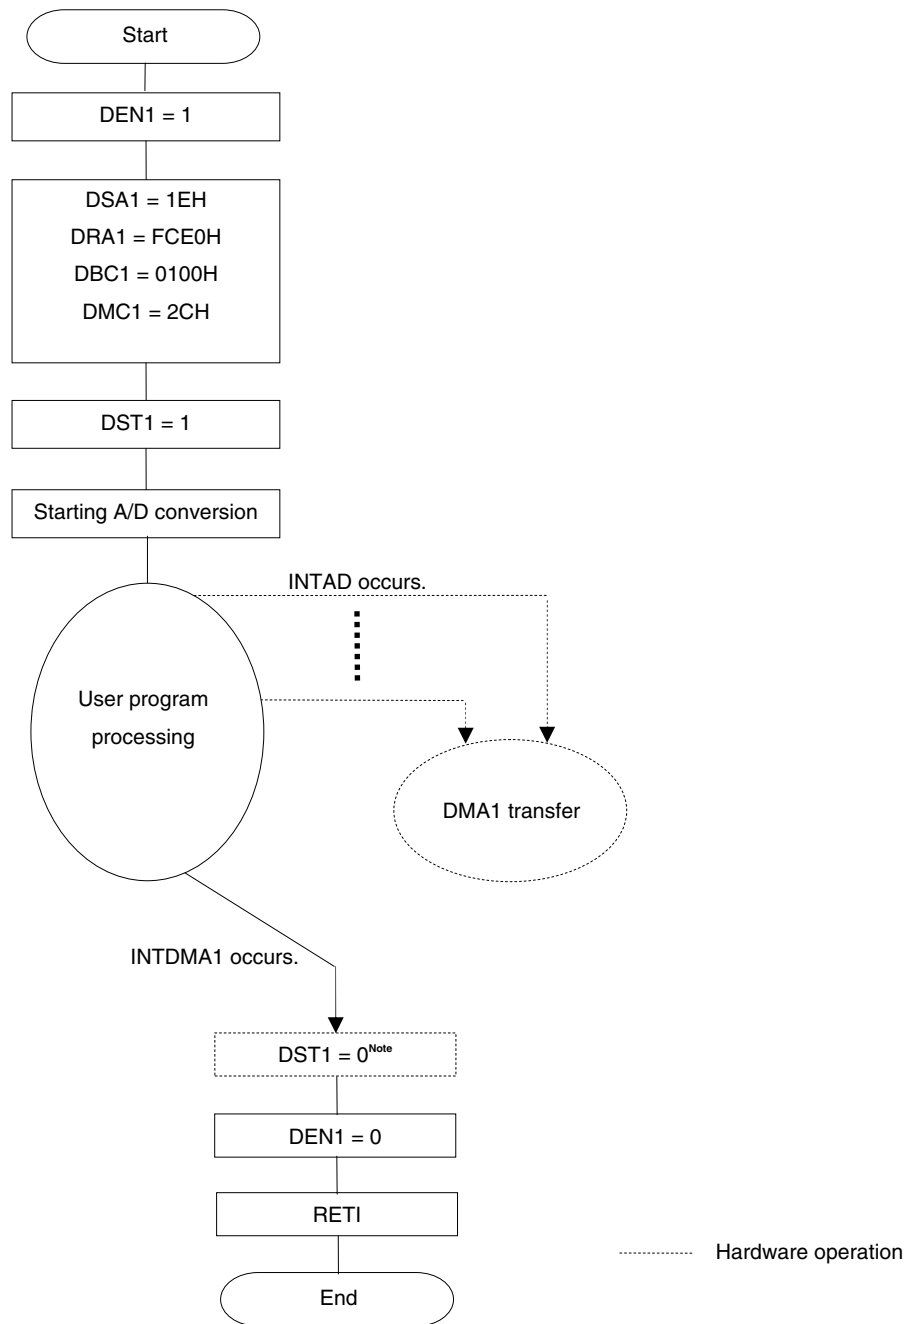 Start
DEN1 = 1
DSA1 = 1EH
DRA1 = FCE0H
DBC1 = 0100H
DMC1 = 2CH
DST1 = 1
Starting A/D conversion
INTAD occurs.
User program
processing
DMA1 transfer
INTDMA1 occurs.
DST1 = 0Note
DEN1 = 0
RETI
Hardware operation
End